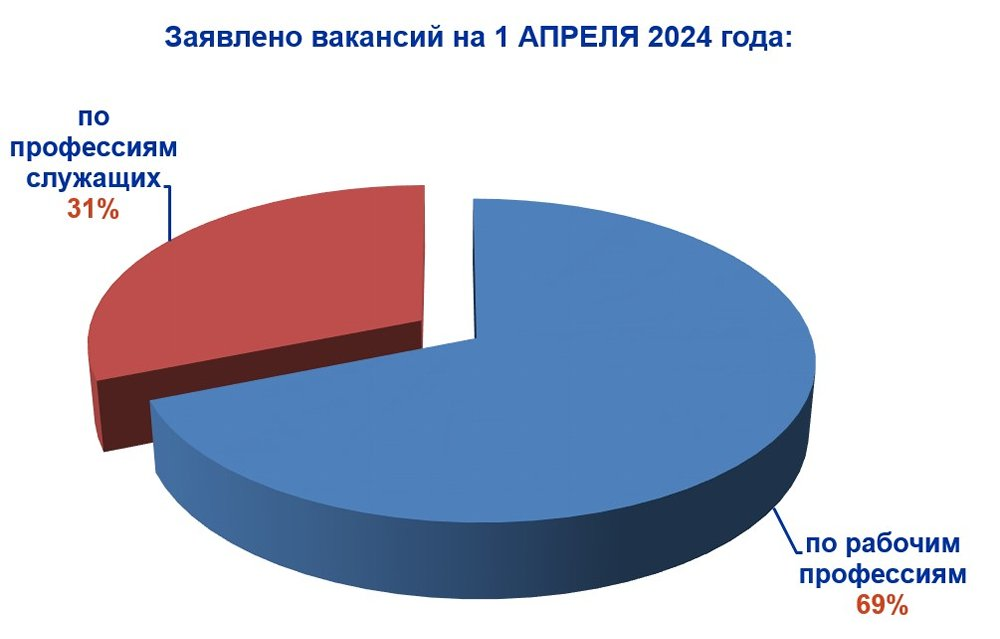 Заявлено вакансий на 1 АПРЕЛЯ 2024 года:
по
профессиям
служащих
31%
по рабочим
профессиям
69%